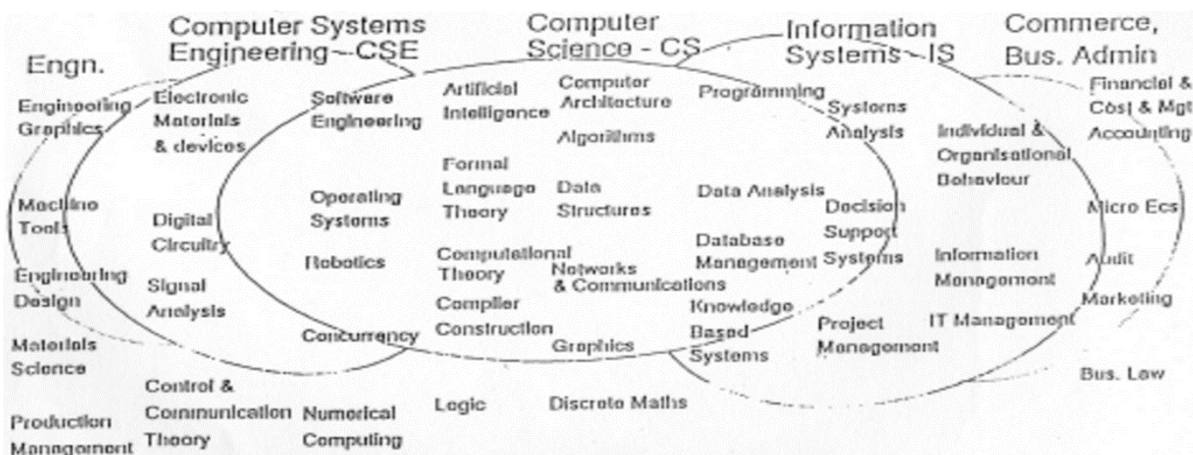 Engn.
Computer Systems
Engineering - CSE
Computer
Science - CS
Information
Systems - IS
Commerce,
Bus. Admin
Engineering
Graphics
Machine
Tools
Engineering
Design
Materials
Science
Production
Management
Electronic
Materials
& devices
Digital
Circuitry
Signal
Analysis
Control &
Communication
Theory
Software
Engineering
Operating
Systems
Robotics
Concurrency
Numerical
Computing
Artificial
Intelligence
Formal
Language
Theory
Computational
Theory
Compiler
Construction
Logic
Computer
Architecture
Algorithms
Data
Structures
Networks
& Communications
Graphics
Discrete Maths
Programming
Data Analysis
Database
Management
Knowledge
Based
Systems
Systems
Analysis
Decision
Support
Systems
Project
Management
Individual &
Organisational
Behaviour
Information
Management
IT Management
Financial &
Cost & Mgt
Accounting
Micro Ecs
Audit
Marketing
Bus. Law